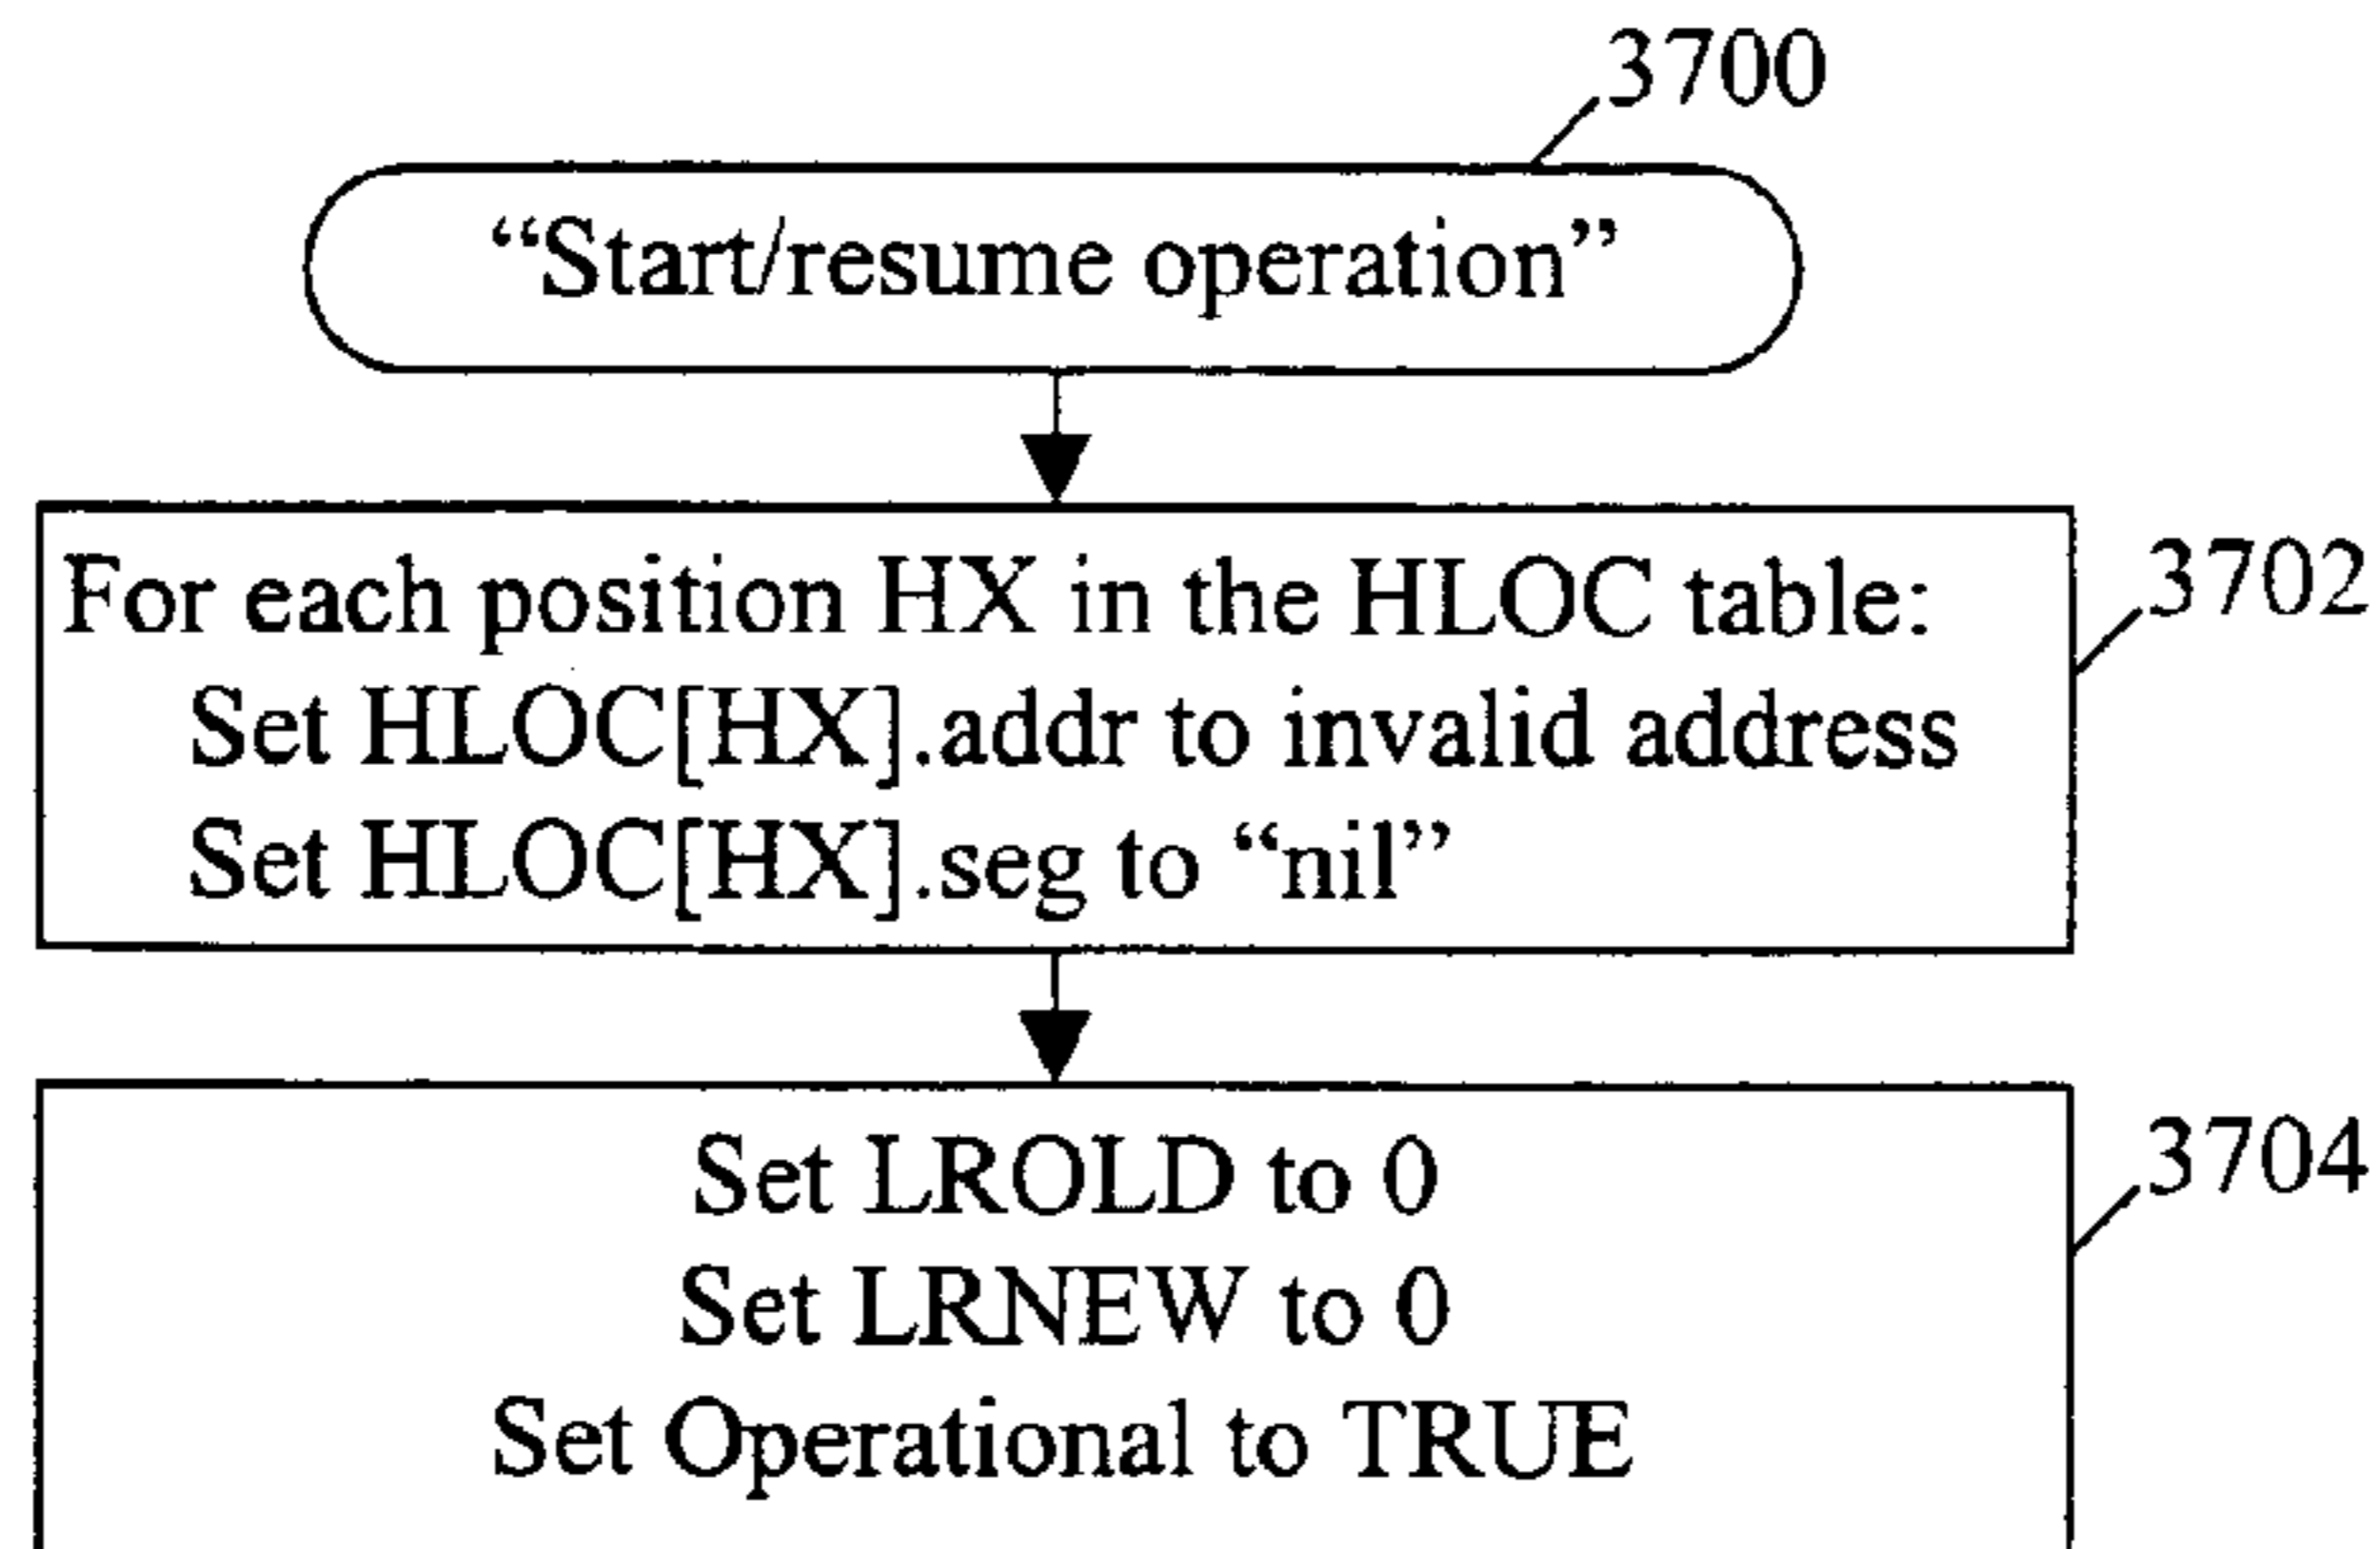 3700
“Start/resume operation”
For each position HX in the HLOC table:
3702
Set HLOC[HX].addr to invalid address
Set HLOC[HX].seg to “nil”
Set LROLD to 0
3704
Set LRNEW to 0
Set Operational to TRUE